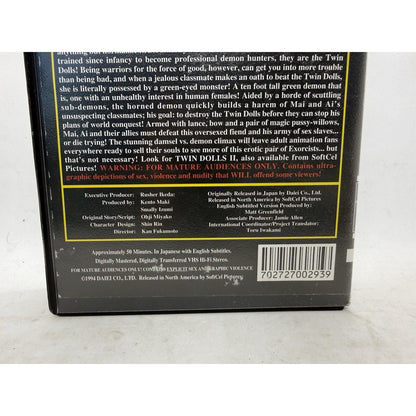 anything but normal
trained since infancy to become professional demon hunters, they are the Twin
Dolls! Being warriors for the force of good, however, can get you into more trouble
than being bad, and when a jealous classmate makes an oath to beat the Twin Dolls,
she is literally possessed by a green-eyed monster! A ten foot tall green demon that
is, one with an unhealthy interest in human females! Aided by a horde of scuttling
sub-demons, the horned demon quickly builds a harem of Mai and Ai's
unsuspecting classmates; his goal: to destroy the Twin Dolls before they can stop his
plans of world conquest! Armed with lance, bow and a pair of magic pussy-willows,
Mai, Ai and their allies must defeat this oversexed fiend and his army of sex slaves...
or die trying! The stunning damsel vs. demon climax will leave adult animation fans
everywhere ready to sell their souls to see more of this erotic pair of Exorcists... but
that's not necessary! Look for TWIN DOLLS II, also available from SoftCel
Pictures! WARNING: FOR MATURE AUDIENCES ONLY. Contains ultra-
graphic depictions of sex, violence and nudity that WILL offend some viewers!
Executive Producer: Rusher Ikeda
Produced by: Kento Maki
Smally Izumi
Original Story/Script: Ohji Miyako
Character Design: Shin Rin
Director: Kan Fukumoto
Originally Released in Japan by Daiei Co., Ltd.
Released in North America by SoftCel Pictures
English Subtitled Version Produced by:
Matt Greenfield
Associate Producer: Janice Allen
International Coordinator/Project Translator:
Toru Iwakami
Approximately 50 Minutes. In Japanese with English Subtitles.
Digitally Mastered, Digitally Transferred VHS Hi-Fi Stereo.
FOR MATURE AUDIENCES ONLY! CONTAINS EXPLICIT SEX AND GRAPHIC VIOLENCE
©1994 DAIEI CO., LTD. Released in North America by SoftCel Pictures
702727002939